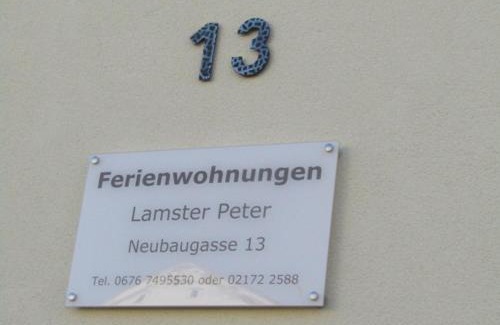 13
Ferienwohnungen
Lamster Peter
Neubaugasse 13
Tel. 0676 7495530 oder 02172 2588